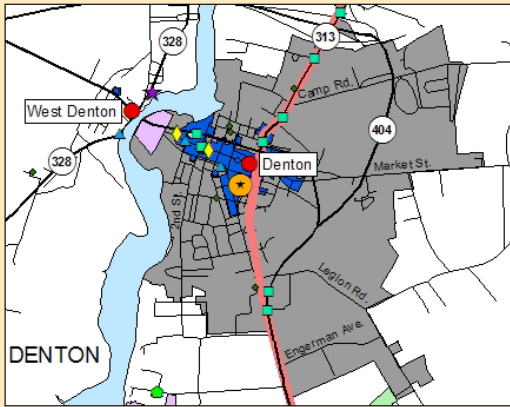 328
313
Camp Rd.
West Denton
404
328
Denton
Market St.
2nd St.
Legion Rd.
Engerman Ave.
DENTON